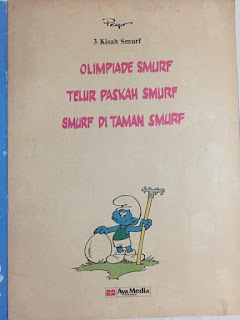 Peyo
3 Kisah Smurf
OLIMPIADE SMURF
TELUR PASKAH SMURF
SMURF DI TAMAN SMURF
Aya Media